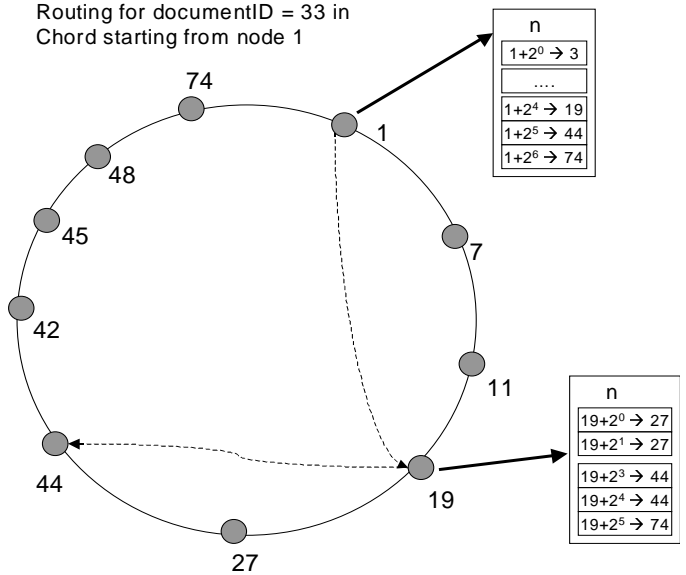 Routing for documentID = 33 in
Chord starting from node 1
n
1+2⁰ → 3
....
1+2⁴ → 19
1+2⁵ → 44
1+2⁶ → 74
74
1
48
7
45
42
11
n
19+2⁰ → 27
19+2¹ → 27
19+2³ → 44
19+2⁴ → 44
19+2⁵ → 74
44
19
27